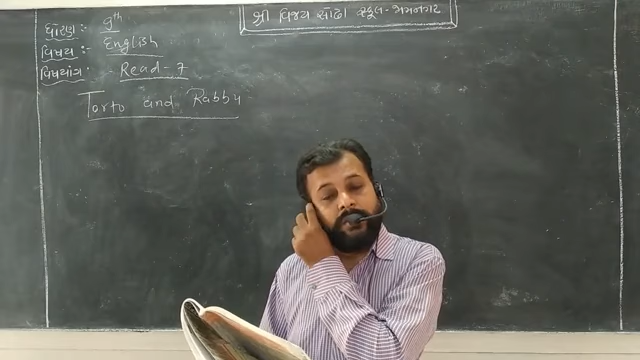 શ્રી વિજય સોઢા સ્કૂલ - જામનગર
ધોરણ :- 9th
વિષય :- English
વિષયાંગ :- Read-7
Torto and Rabby